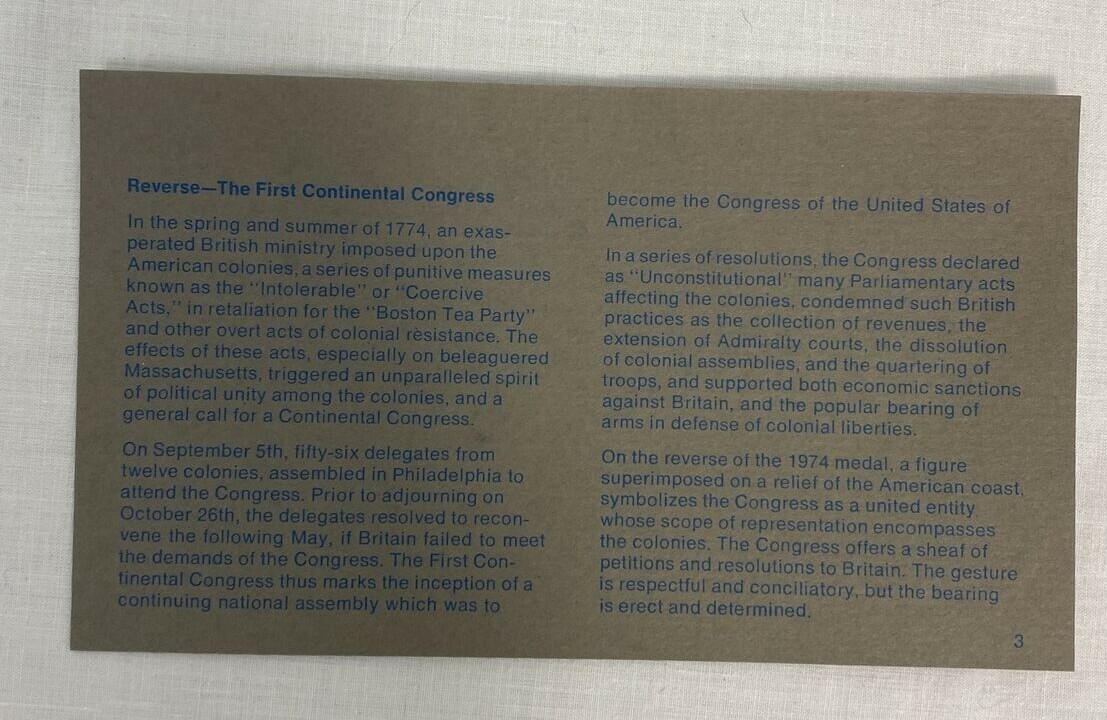 Reverse—The First Continental Congress
In the spring and summer of 1774, an exas-
perated British ministry imposed upon the
American colonies, a series of punitive measures
known as the "Intolerable" or "Coercive
Acts," in retaliation for the "Boston Tea Party"
and other overt acts of colonial resistance. The
effects of these acts, especially on beleaguered
Massachusetts, triggered an unparalleled spirit
of political unity among the colonies, and a
general call for a Continental Congress.
On September 5th, fifty-six delegates from
twelve colonies, assembled in Philadelphia to
attend the Congress. Prior to adjourning on
October 26th, the delegates resolved to recon-
vene the following May, if Britain failed to meet
the demands of the Congress. The First Con-
tinental Congress thus marks the inception of a
continuing national assembly which was to
become the Congress of the United States of
America.
In a series of resolutions, the Congress declared
as "Unconstitutional" many Parliamentary acts
affecting the colonies, condemned such British
practices as the collection of revenues, the
extension of Admiralty courts, the dissolution
of colonial assemblies, and the quartering of
troops, and supported both economic sanctions
against Britain, and the popular bearing of
arms in defense of colonial liberties.
On the reverse of the 1974 medal, a figure
superimposed on a relief of the American coast,
symbolizes the Congress as a united entity
whose scope of representation encompasses
the colonies. The Congress offers a sheaf of
petitions and resolutions to Britain. The gesture
is respectful and conciliatory, but the bearing
is erect and determined.
3